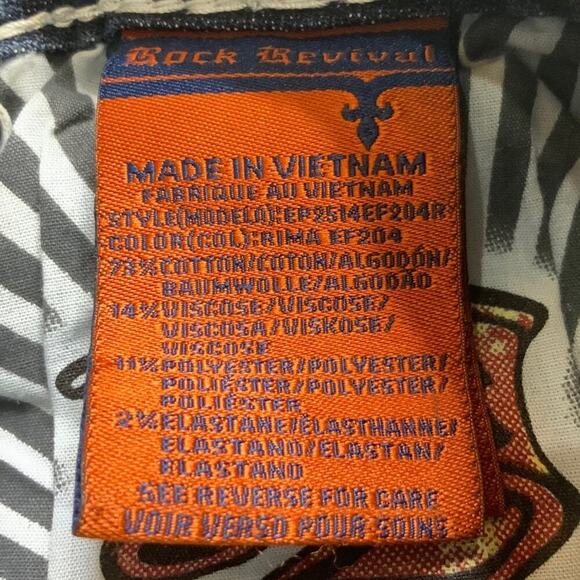 Rock Revival
MADE IN VIETNAM
FABRIQUE AU VIETNAM
STYLE(MODELO):EP2514EF204R
COLOR(COL):RIMA EF204
73%COTTON/COTON/ALGODÓN/
BAUMWOLLE/ALGODÃO
14%VISCOSE/VISCOSE/
VISCOSA/VISKOSE/
VISCOSE
11%POLYESTER/POLYESTER/
POLIÉSTER/POLYESTER/
POLIÉSTER
2%ELASTANE/ÉLASTHANNE/
ELASTANO/ELASTAN/
ELASTANO
SEE REVERSE FOR CARE
VOIR VERSO POUR SOINS